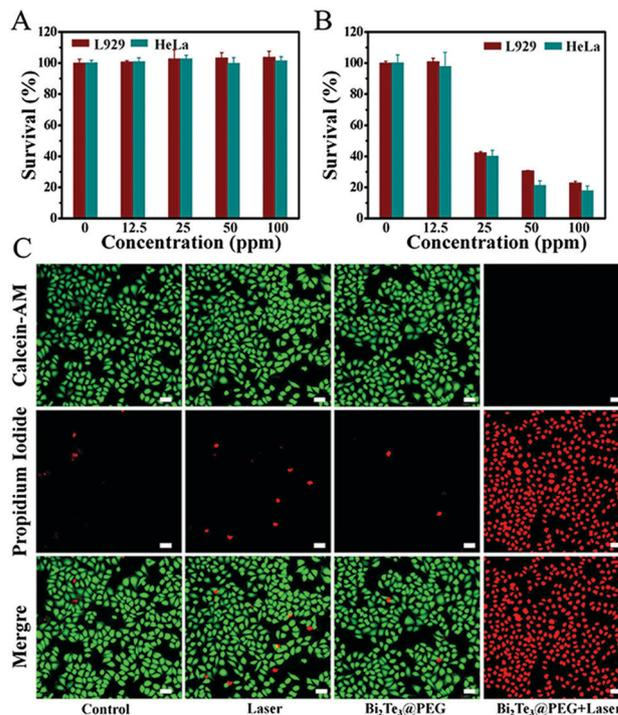 A
L929 HeLa
Survival (%)
120
100
80
60
40
20
0
0 12.5 25 50 100
Concentration (ppm)
B
L929 HeLa
Survival (%)
120
100
80
60
40
20
0
0 12.5 25 50 100
Concentration (ppm)
C
Calcein-AM
Propidium Iodide
Mergre
Control Laser Bi₂Te₃@PEG Bi₂Te₃@PEG+Laser